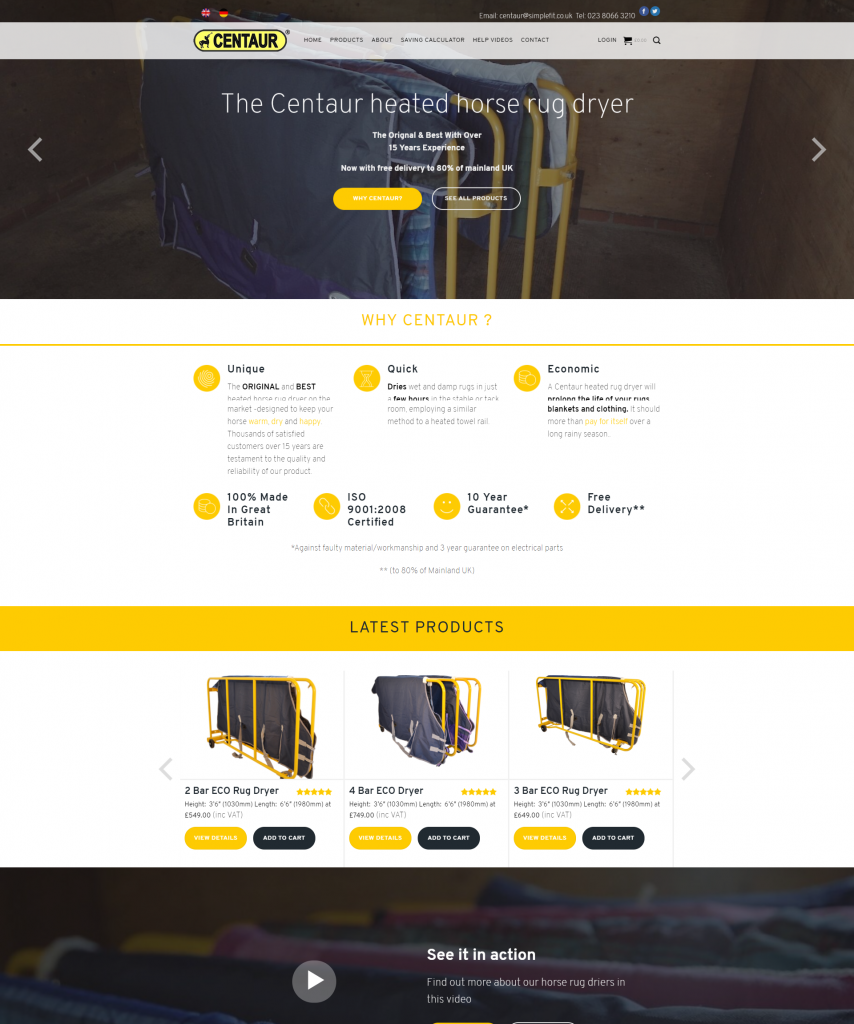 Email: centaur@simplefit.co.uk Tel: 023 8066 3210
CENTAUR®
HOME PRODUCTS ABOUT SAVING CALCULATOR HELP VIDEOS CONTACT
LOGIN
The Centaur heated horse rug dryer
The Orignal & Best With Over
15 Years Experience
Now with free delivery to 80% of mainland UK
WHY CENTAUR? SEE ALL PRODUCTS
WHY CENTAUR ?
Unique
The ORIGINAL and BEST
heated horse rug dryer on the
market -designed to keep your
horse warm, dry and happy.
Thousands of satisfied
customers over 15 years are
testament to the quality and
reliability of our product.
Quick
Dries wet and damp rugs in just
a few hours in the stable or tack
room, employing a similar
method to a heated towel rail.
Economic
A Centaur heated rug dryer will
prolong the life of your rugs,
blankets and clothing. It should
more than pay for itself over a
long rainy season.
100% Made
In Great
Britain
ISO
9001:2008
Certified
10 Year
Guarantee*
Free
Delivery**
*Against faulty material/workmanship and 3 year guarantee on electrical parts
** (to 80% of Mainland UK)
LATEST PRODUCTS
2 Bar ECO Rug Dryer
Height: 3'6" (1030mm) Length: 6'6" (1980mm) at
£549.00 (inc VAT)
VIEW DETAILS ADD TO CART
4 Bar ECO Dryer
Height: 3'6" (1030mm) Length: 6'6" (1980mm) at
£749.00 (inc VAT)
VIEW DETAILS ADD TO CART
3 Bar ECO Rug Dryer
Height: 3'6" (1030mm) Length: 6'6" (1980mm) at
£649.00 (inc VAT)
VIEW DETAILS ADD TO CART
See it in action
Find out more about our horse rug driers in
this video